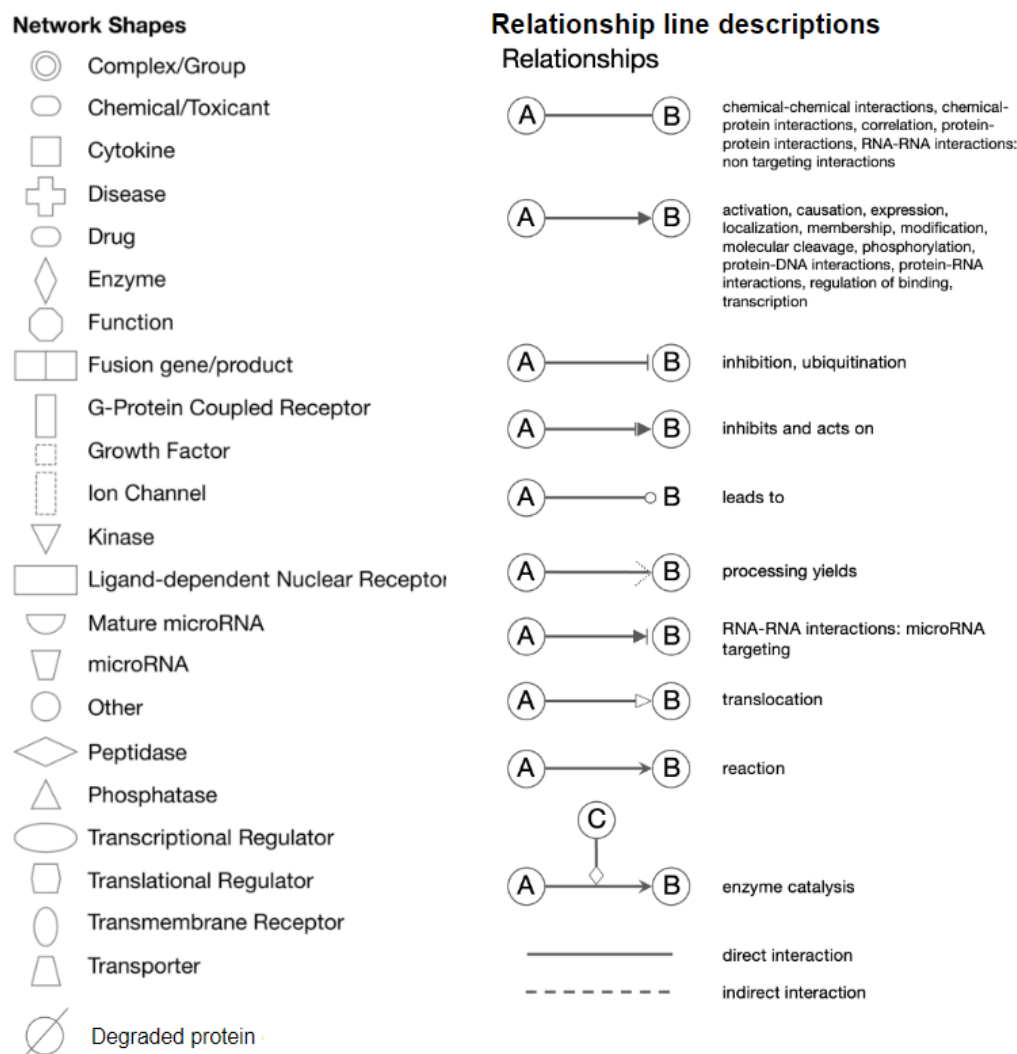 Network Shapes
Complex/Group
Chemical/Toxicant
Cytokine
Disease
Drug
Enzyme
Function
Fusion gene/product
G-Protein Coupled Receptor
Growth Factor
Ion Channel
Kinase
Ligand-dependent Nuclear Receptor
Mature microRNA
microRNA
Other
Peptidase
Phosphatase
Transcriptional Regulator
Translational Regulator
Transmembrane Receptor
Transporter
Degraded protein
Relationship line descriptions
Relationships
A B
chemical-chemical interactions, chemical-
protein interactions, correlation, protein-
protein interactions, RNA-RNA interactions:
non targeting interactions
A B
activation, causation, expression,
localization, membership, modification,
molecular cleavage, phosphorylation,
protein-DNA interactions, protein-RNA
interactions, regulation of binding,
transcription
A B
inhibition, ubiquitination
A B
inhibits and acts on
A B
leads to
A B
processing yields
A B
RNA-RNA interactions: microRNA
targeting
A B
translocation
A B
reaction
C
A B
enzyme catalysis
direct interaction
indirect interaction